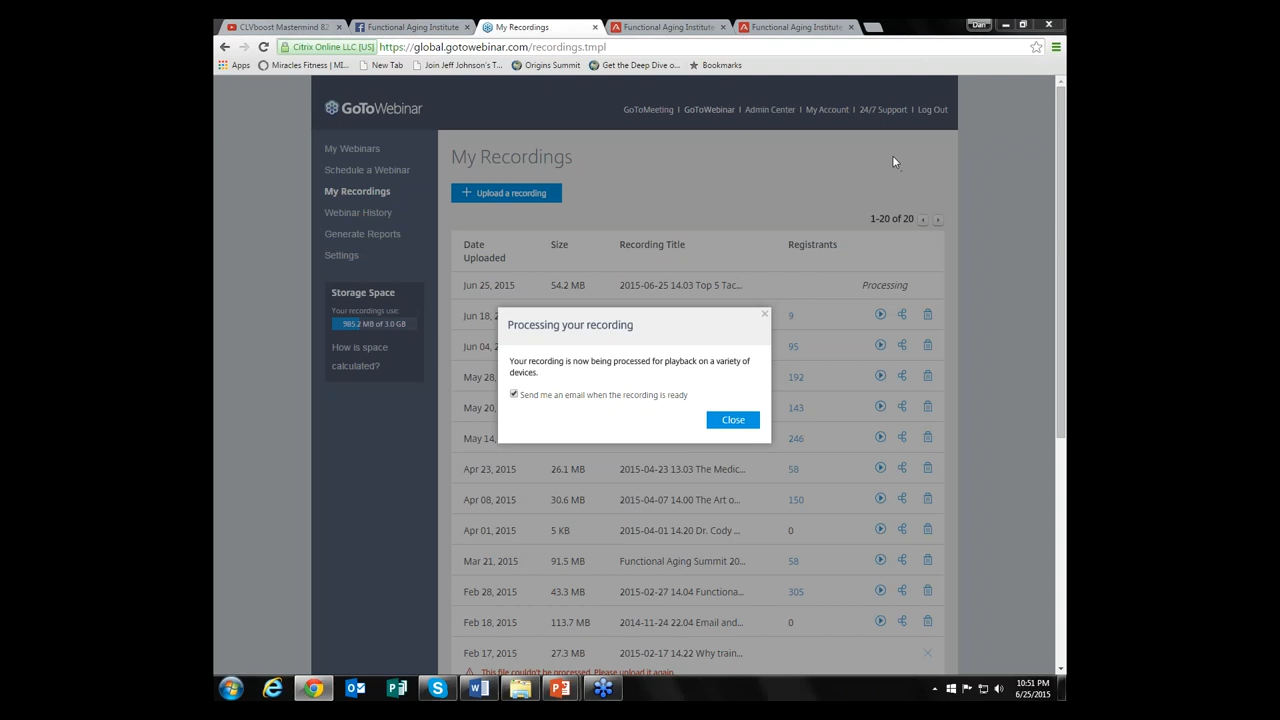 CLVboost Mastermind 82
Functional Aging Institute
My Recordings
Functional Aging Institute
Functional Aging Institute
Dan
Citrix Online LLC [US]
https://global.gotowebinar.com/recordings.tmpl
Apps
Miracles Fitness | MI...
New Tab
Join Jeff Johnson's T...
Origins Summit
Get the Deep Dive o...
Bookmarks
GoToWebinar
GoToMeeting | GoToWebinar | Admin Center | My Account | 24/7 Support | Log Out
My Webinars
Schedule a Webinar
My Recordings
Webinar History
Generate Reports
Settings
Storage Space
Your recordings use:
985.2 MB of 3.0 GB
How is space
calculated?
My Recordings
+ Upload a recording
1-20 of 20
Date Uploaded Size Recording Title Registrants
Jun 25, 2015 54.2 MB 2015-06-25 14.03 Top 5 Tac... Processing
Jun 18, 9
Jun 04, 95
May 28, 192
May 20, 143
May 14, 246
Processing your recording
Your recording is now being processed for playback on a variety of
devices.
Send me an email when the recording is ready
Close
Apr 23, 2015 26.1 MB 2015-04-23 13.03 The Medic... 58
Apr 08, 2015 30.6 MB 2015-04-07 14.00 The Art o... 150
Apr 01, 2015 5 KB 2015-04-01 14.20 Dr. Cody ... 0
Mar 21, 2015 91.5 MB Functional Aging Summit 20... 58
Feb 28, 2015 43.3 MB 2015-02-27 14.04 Functiona... 305
Feb 18, 2015 113.7 MB 2014-11-24 22.04 Email and... 0
Feb 17, 2015 27.3 MB 2015-02-17 14.22 Why train...
This file couldn't be processed. Please upload it again.
10:51 PM
6/25/2015